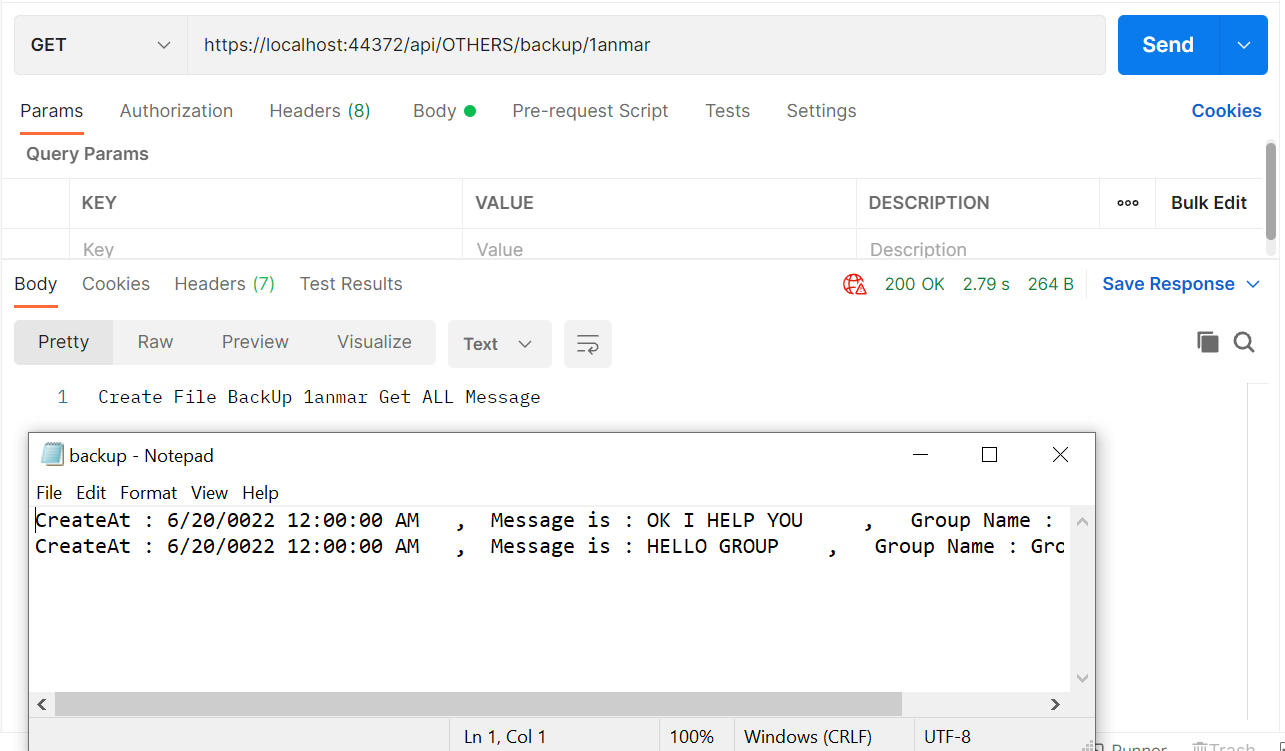 GET https://localhost:44372/api/OTHERS/backup/1anmar Send
Params Authorization Headers (8) Body Pre-request Script Tests Settings Cookies
Query Params
KEY VALUE DESCRIPTION Bulk Edit
Key Value Description
Body Cookies Headers (7) Test Results 200 OK 2.79 s 264 B Save Response
Pretty Raw Preview Visualize Text
1 Create File BackUp 1anmar Get ALL Message
backup - Notepad
File Edit Format View Help
CreateAt : 6/20/0022 12:00:00 AM , Message is : OK I HELP YOU , Group Name :
CreateAt : 6/20/0022 12:00:00 AM , Message is : HELLO GROUP , Group Name : Gro
Ln 1, Col 1 100% Windows (CRLF) UTF-8
Runner Trash